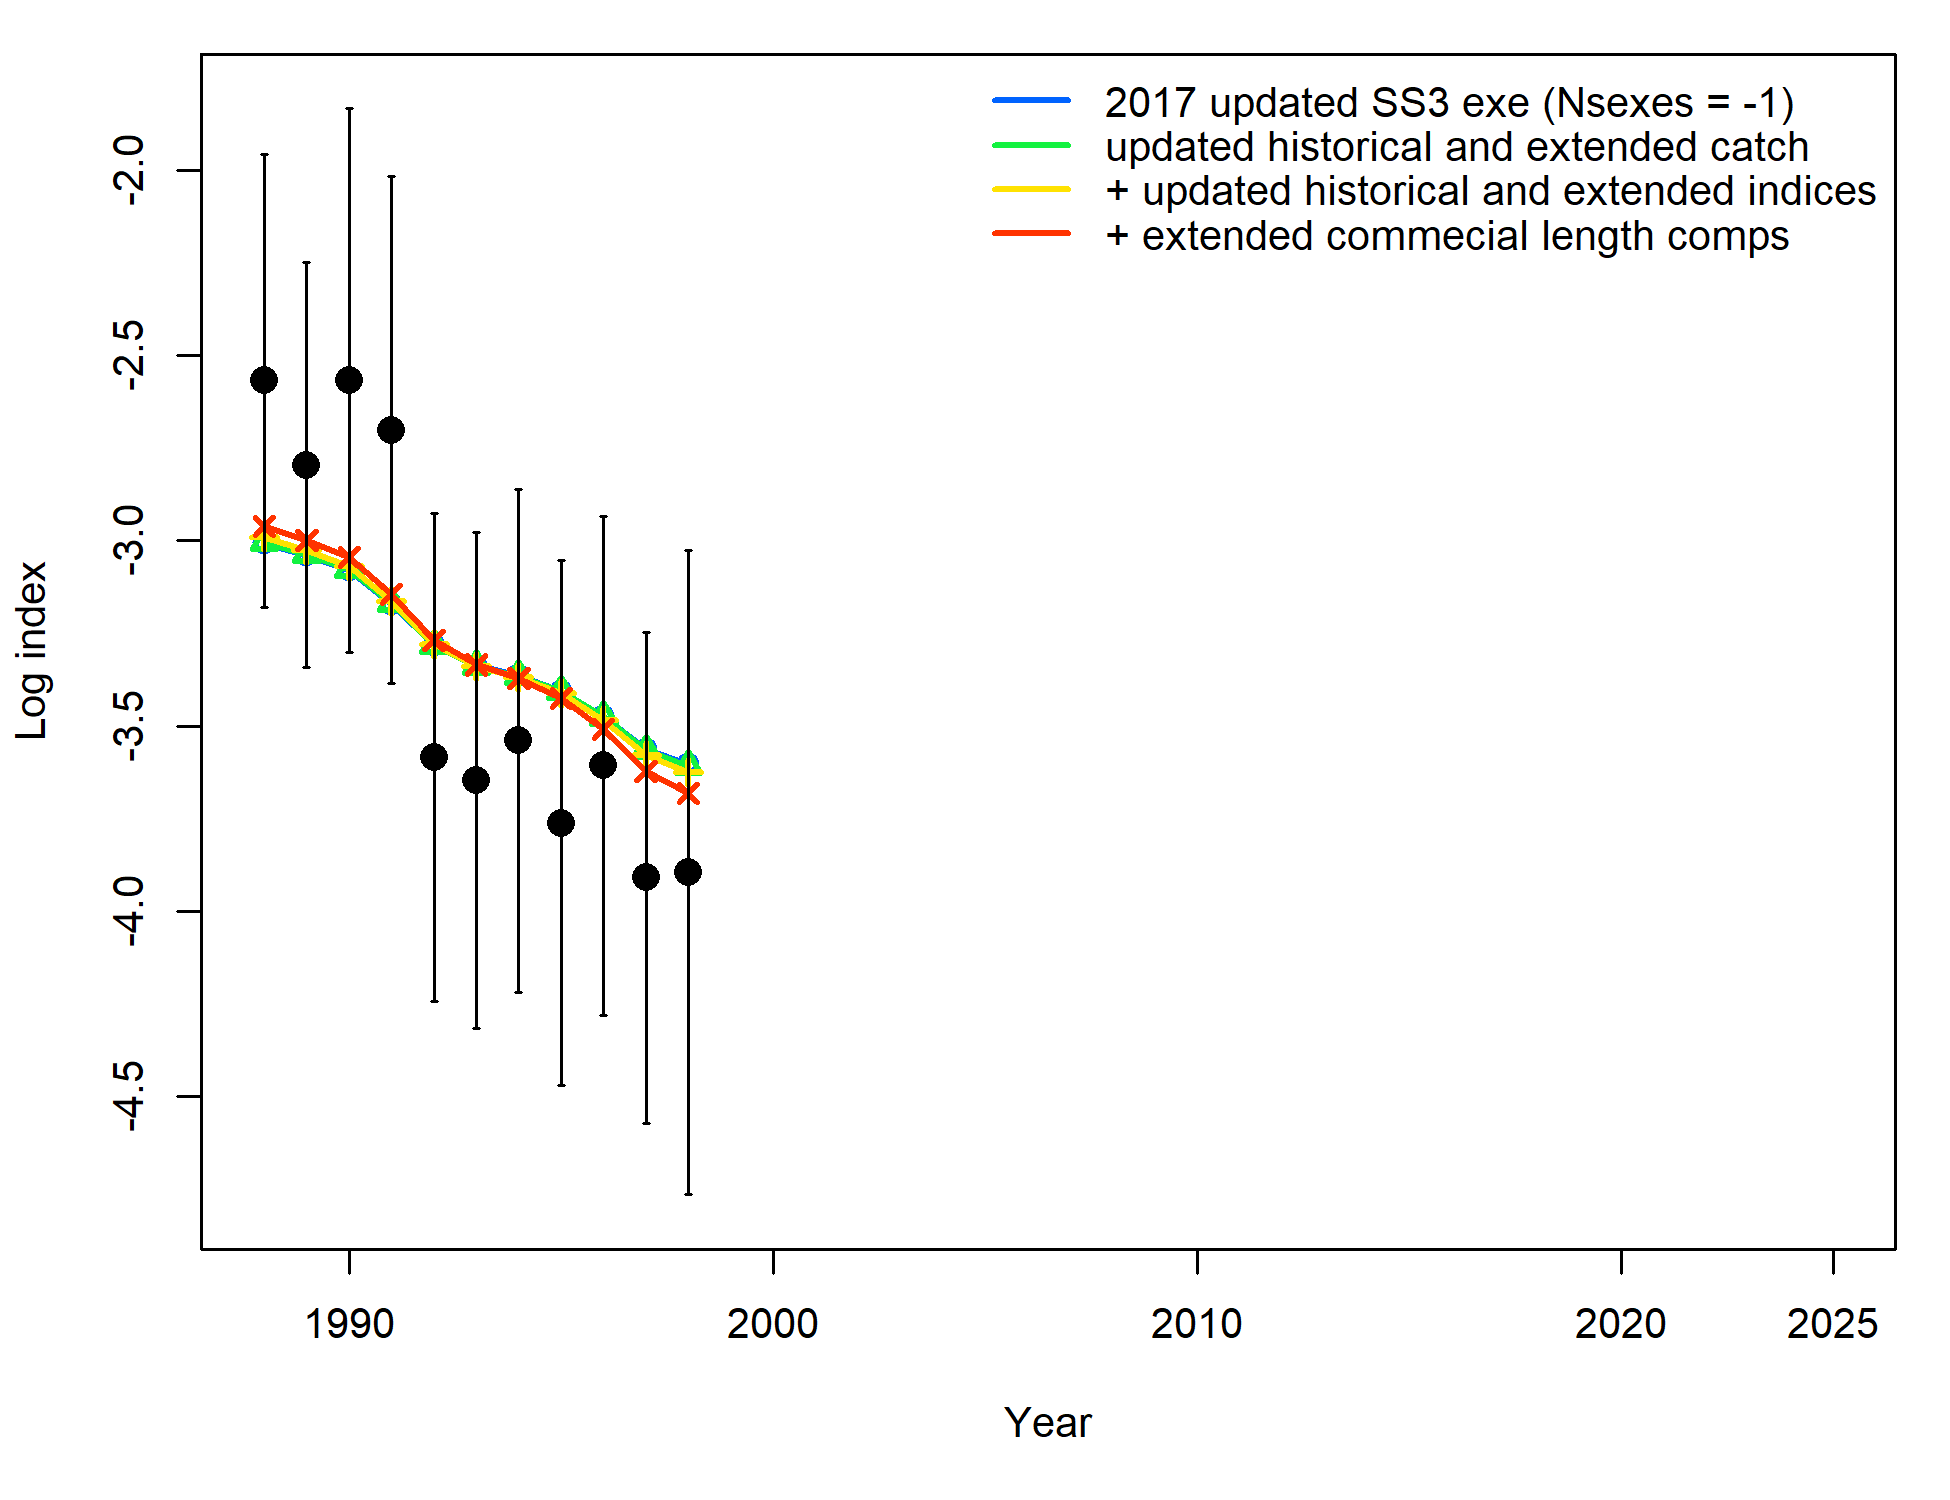 2017 updated SS3 exe (Nsexes = -1)
updated historical and extended catch
+ updated historical and extended indices
+ extended commecial length comps
Log index
-2.0
-2.5
-3.0
-3.5
-4.0
-4.5
1990
2000
2010
2020
2025
Year